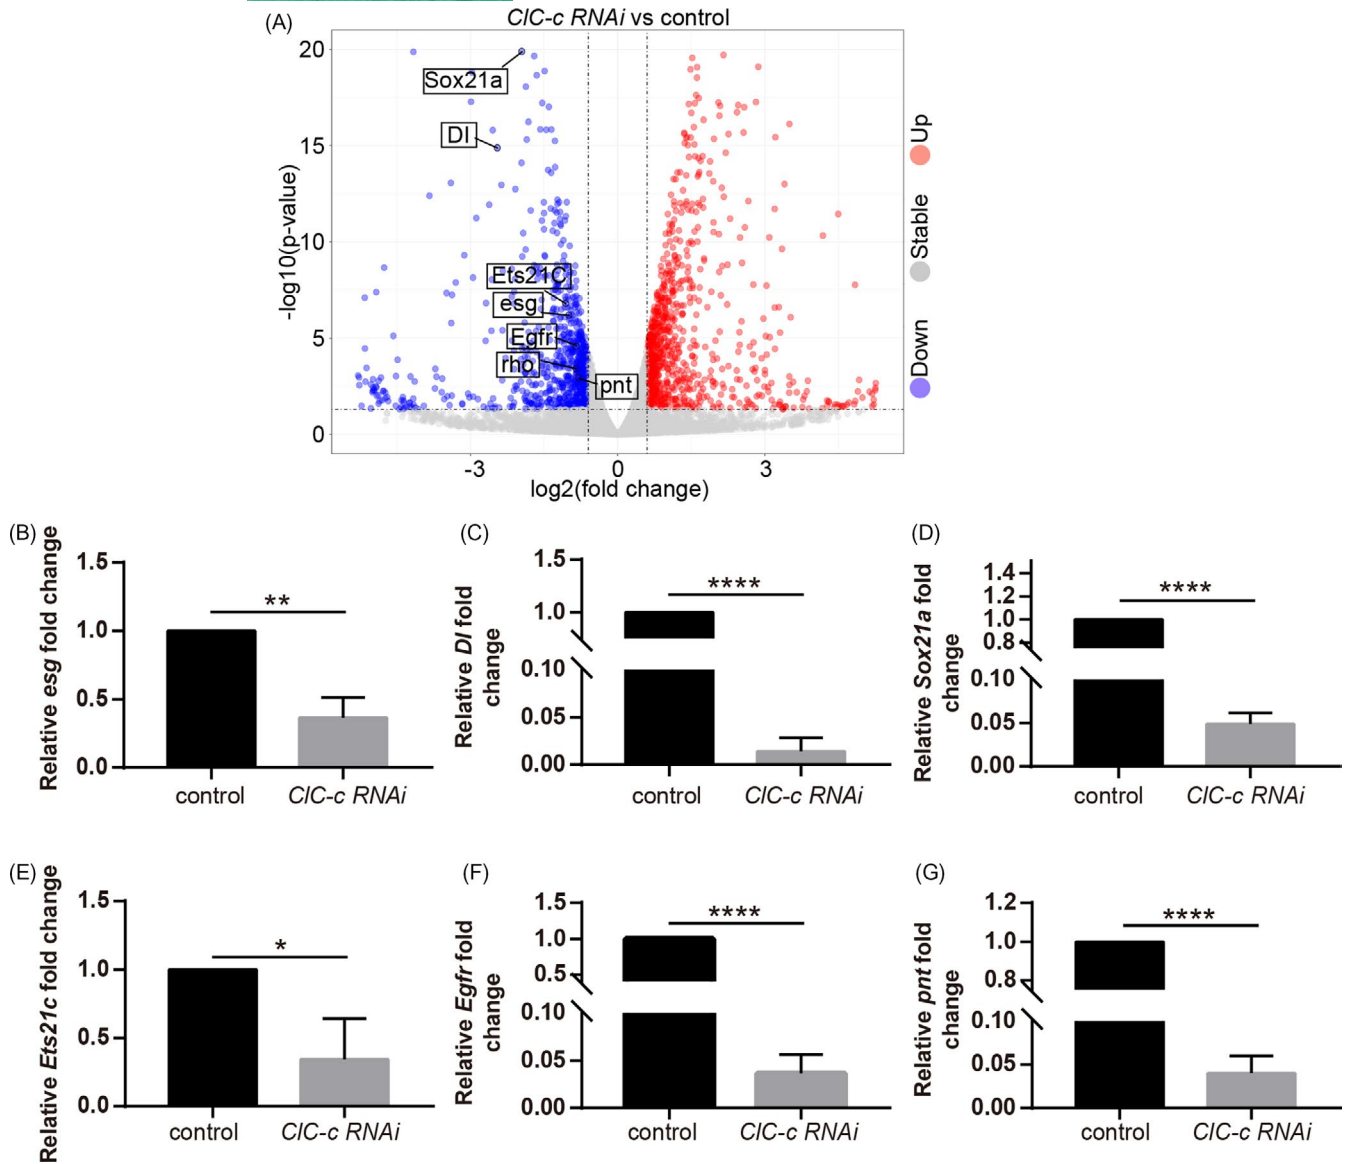 (A)
ClC-c RNAi vs control
-log10(p-value)
20
15
10
5
0
Sox21a
Dl
Ets21C
esg
Egfr
rho
pnt
-3
0
3
log2(fold change)
Up
Stable
Down
(B)
Relative esg fold change
1.5
1.0
0.5
0.0
**
control
ClC-c RNAi
(C)
Relative Dl fold
change
1.5
1.0
0.10
0.05
0.00
****
control
ClC-c RNAi
(D)
Relative Sox21a fold
change
1.4
1.2
1.0
0.8
0.10
0.05
0.00
****
control
ClC-c RNAi
(E)
Relative Ets21c fold change
1.5
1.0
0.5
0.0
*
control
ClC-c RNAi
(F)
Relative Egfr fold
change
1.5
1.0
0.5
0.10
0.05
0.00
****
control
ClC-c RNAi
(G)
Relative pnt fold
change
1.2
1.0
0.8
0.10
0.05
0.00
****
control
ClC-c RNAi